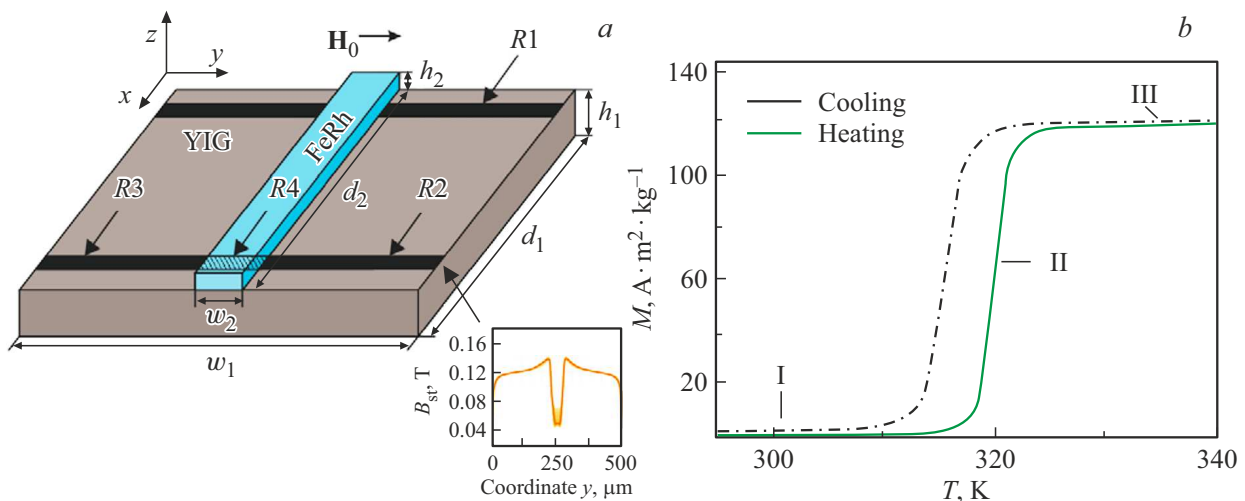 a
z
y
x
H₀
R1
h₂
h₁
YIG
FeRh
R3
R4
R2
d₂
d₁
w₂
w₁
0.16
0.12
0.08
0.04
B_st, T
0 250 500
Coordinate y, μm
b
140
100
60
20
M, A · m² · kg⁻¹
Cooling
Heating
III
II
I
300 320 340
T, K